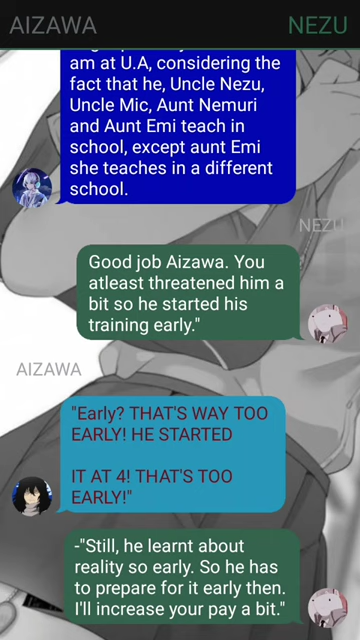 AIZAWA
NEZU
am at U.A, considering the
fact that he, Uncle Nezu,
Uncle Mic, Aunt Nemuri
and Aunt Emi teach in
school, except aunt Emi
she teaches in a different
school.
NEZU
Good job Aizawa. You
atleast threatened him a
bit so he started his
training early."
AIZAWA
"Early? THAT'S WAY TOO
EARLY! HE STARTED
IT AT 4! THAT'S TOO
EARLY!"
-"Still, he learnt about
reality so early. So he has
to prepare for it early then.
I'll increase your pay a bit."